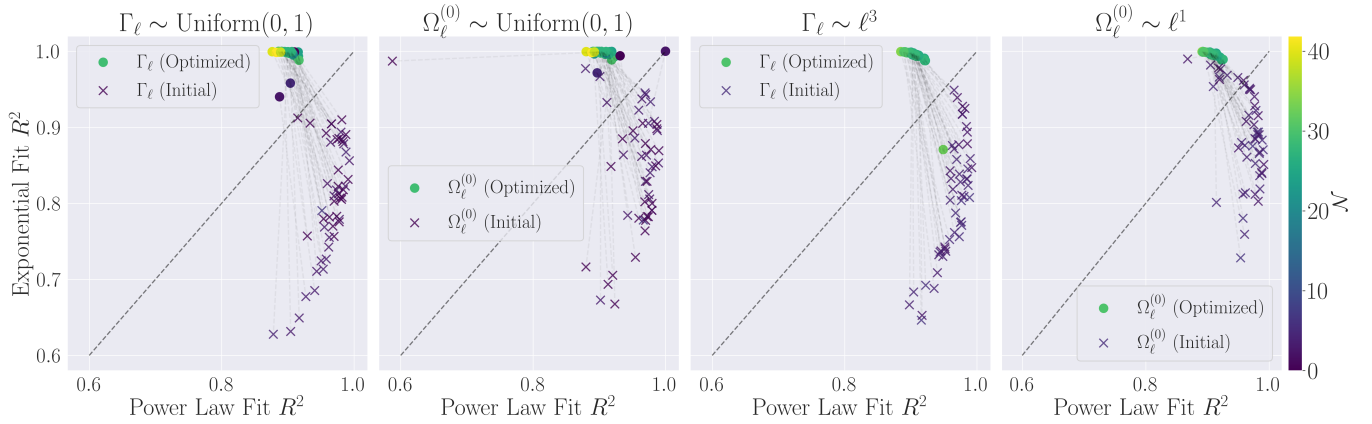 Γ_ℓ ∼ Uniform(0, 1)
Ω_ℓ^(0) ∼ Uniform(0, 1)
Γ_ℓ ∼ ℓ^3
Ω_ℓ^(0) ∼ ℓ^1
Exponential Fit R^2
1.0
0.9
0.8
0.7
0.6
Γ_ℓ (Optimized)
Γ_ℓ (Initial)
Ω_ℓ^(0) (Optimized)
Ω_ℓ^(0) (Initial)
Γ_ℓ (Optimized)
Γ_ℓ (Initial)
Ω_ℓ^(0) (Optimized)
Ω_ℓ^(0) (Initial)
40
30
20
10
0
𝒩
0.6 0.8 1.0
0.6 0.8 1.0
0.6 0.8 1.0
0.6 0.8 1.0
Power Law Fit R^2
Power Law Fit R^2
Power Law Fit R^2
Power Law Fit R^2